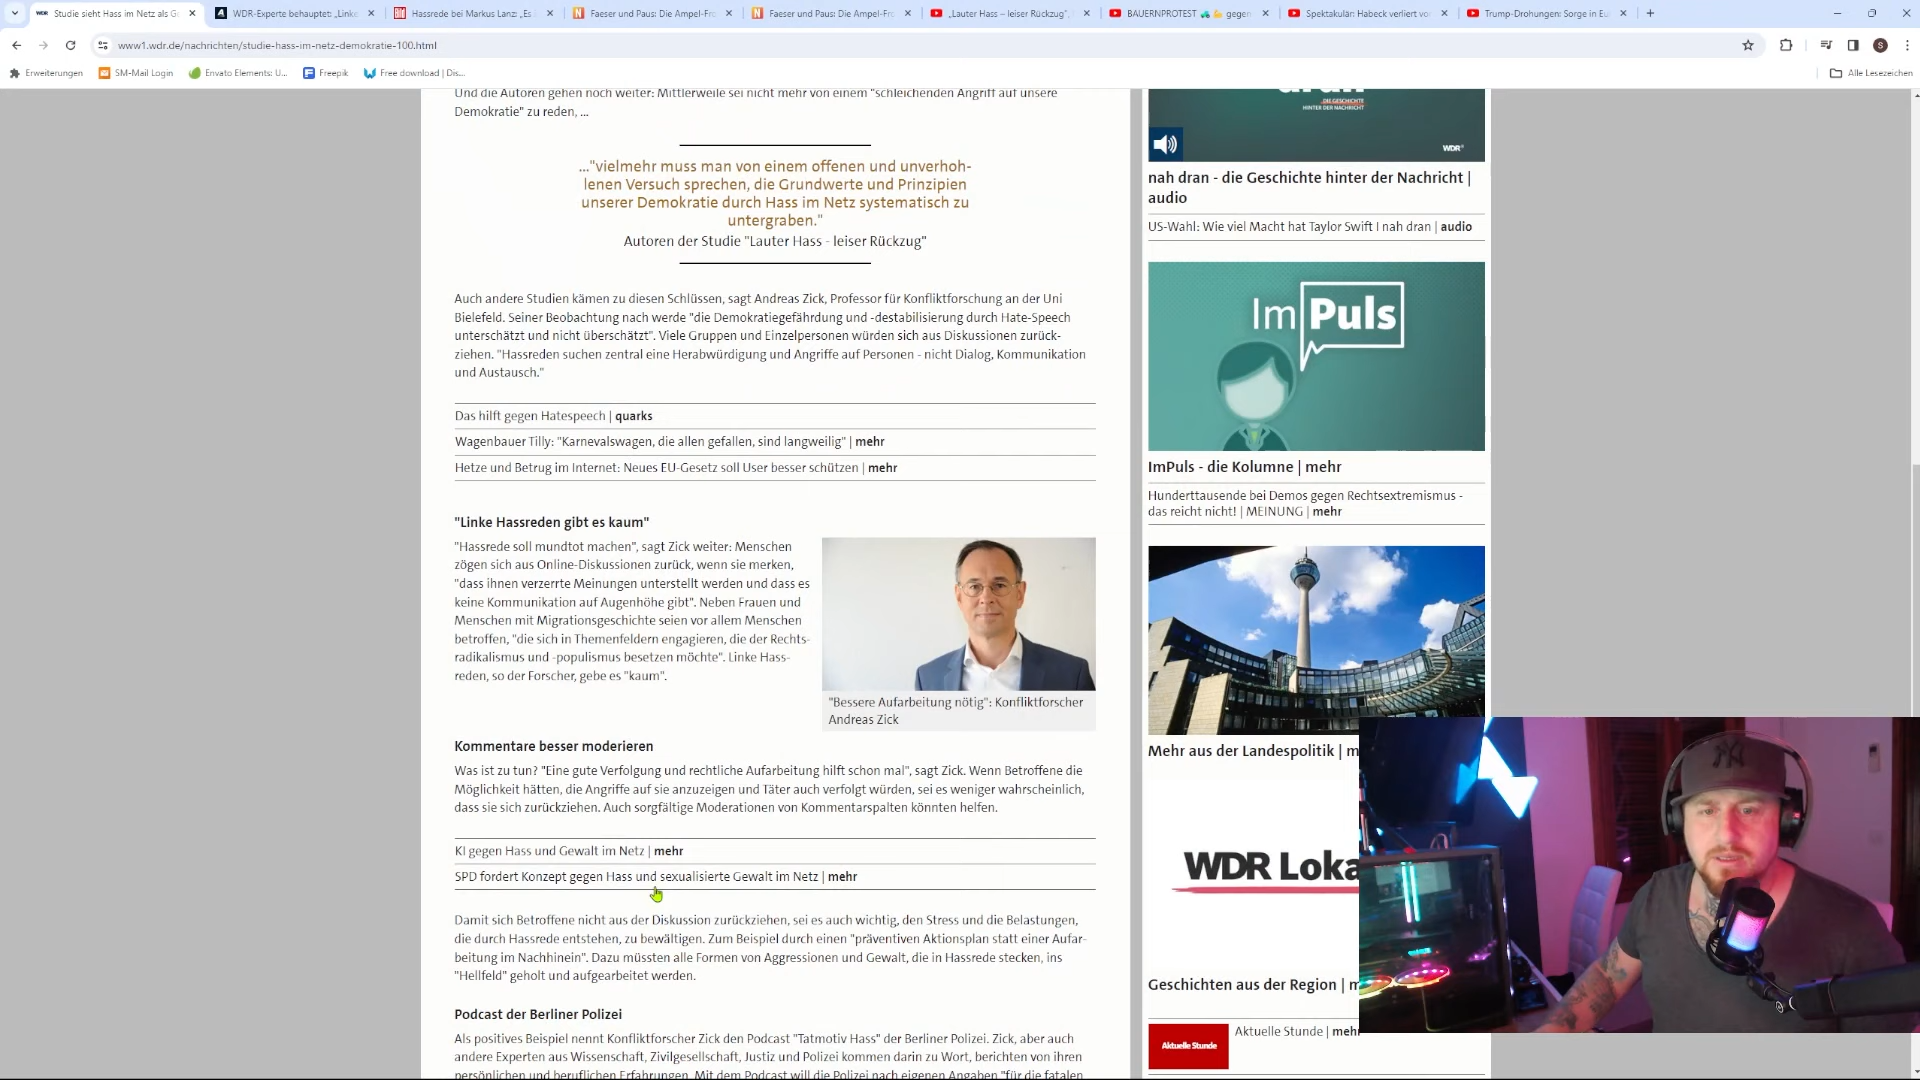 Studie sieht Hass im Netz als G
WDR-Experte behauptet: „Linke
Hassrede bei Markus Lanz: „Es
Faeser und Paus: Die Ampel-Fro
Faeser und Paus: Die Ampel-Fro
„Lauter Hass – leiser Rückzug",
BAUERNPROTEST gegen
Spektakulär: Habeck verliert vo
Trump-Drohungen: Sorge in Eu
www1.wdr.de/nachrichten/studie-hass-im-netz-demokratie-100.html
Erweiterungen
SM-Mail Login
Envato Elements: U...
Freepik
Free download | Dis...
Alle Lesezeichen
Und die Autoren gehen noch weiter: Mittlerweile sei nicht mehr von einem "schleichenden Angriff auf unsere
Demokratie" zu reden, ...
..."vielmehr muss man von einem offenen und unverhoh-
lenen Versuch sprechen, die Grundwerte und Prinzipien
unserer Demokratie durch Hass im Netz systematisch zu
untergraben."
Autoren der Studie "Lauter Hass - leiser Rückzug"
Auch andere Studien kämen zu diesen Schlüssen, sagt Andreas Zick, Professor für Konfliktforschung an der Uni
Bielefeld. Seiner Beobachtung nach werde "die Demokratiegefährdung und -destabilisierung durch Hate-Speech
unterschätzt und nicht überschätzt". Viele Gruppen und Einzelpersonen würden sich aus Diskussionen zurück-
ziehen. "Hassreden suchen zentral eine Herabwürdigung und Angriffe auf Personen - nicht Dialog, Kommunikation
und Austausch."
Das hilft gegen Hatespeech | quarks
Wagenbauer Tilly: "Karnevalswagen, die allen gefallen, sind langweilig" | mehr
Hetze und Betrug im Internet: Neues EU-Gesetz soll User besser schützen | mehr
"Linke Hassreden gibt es kaum"
"Hassrede soll mundtot machen", sagt Zick weiter: Menschen
zögen sich aus Online-Diskussionen zurück, wenn sie merken,
"dass ihnen verzerrte Meinungen unterstellt werden und dass es
keine Kommunikation auf Augenhöhe gibt". Neben Frauen und
Menschen mit Migrationsgeschichte seien vor allem Menschen
betroffen, "die sich in Themenfeldern engagieren, die der Rechts-
radikalismus und -populismus besetzen möchte". Linke Hass-
reden, so der Forscher, gebe es "kaum".
"Bessere Aufarbeitung nötig": Konfliktforscher
Andreas Zick
Kommentare besser moderieren
Was ist zu tun? "Eine gute Verfolgung und rechtliche Aufarbeitung hilft schon mal", sagt Zick. Wenn Betroffene die
Möglichkeit hätten, die Angriffe auf sie anzuzeigen und Täter auch verfolgt würden, sei es weniger wahrscheinlich,
dass sie sich zurückziehen. Auch sorgfältige Moderationen von Kommentarspalten könnten helfen.
KI gegen Hass und Gewalt im Netz | mehr
SPD fordert Konzept gegen Hass und sexualisierte Gewalt im Netz | mehr
Damit sich Betroffene nicht aus der Diskussion zurückziehen, sei es auch wichtig, den Stress und die Belastungen,
die durch Hassrede entstehen, zu bewältigen. Zum Beispiel durch einen "präventiven Aktionsplan statt einer Aufar-
beitung im Nachhinein". Dazu müssten alle Formen von Aggressionen und Gewalt, die in Hassrede stecken, ins
"Hellfeld" geholt und aufgearbeitet werden.
Podcast der Berliner Polizei
Als positives Beispiel nennt Konfliktforscher Zick den Podcast "Tatmotiv Hass" der Berliner Polizei. Zick, aber auch
andere Experten aus Wissenschaft, Zivilgesellschaft, Justiz und Polizei kommen darin zu Wort, berichten von ihren
persönlichen und beruflichen Erfahrungen. Mit dem Podcast will die Polizei nach eigenen Angaben "für die fatalen
DIE GESCHICHTE
HINTER DER NACHRICHT
WDR
nah dran - die Geschichte hinter der Nachricht |
audio
US-Wahl: Wie viel Macht hat Taylor Swift I nah dran | audio
Im Puls
ImPuls - die Kolumne | mehr
Hunderttausende bei Demos gegen Rechtsextremismus -
das reicht nicht! | MEINUNG | mehr
Mehr aus der Landespolitik | m
WDR Loka
Geschichten aus der Region | m
Aktuelle Stunde
Aktuelle Stunde | mehr